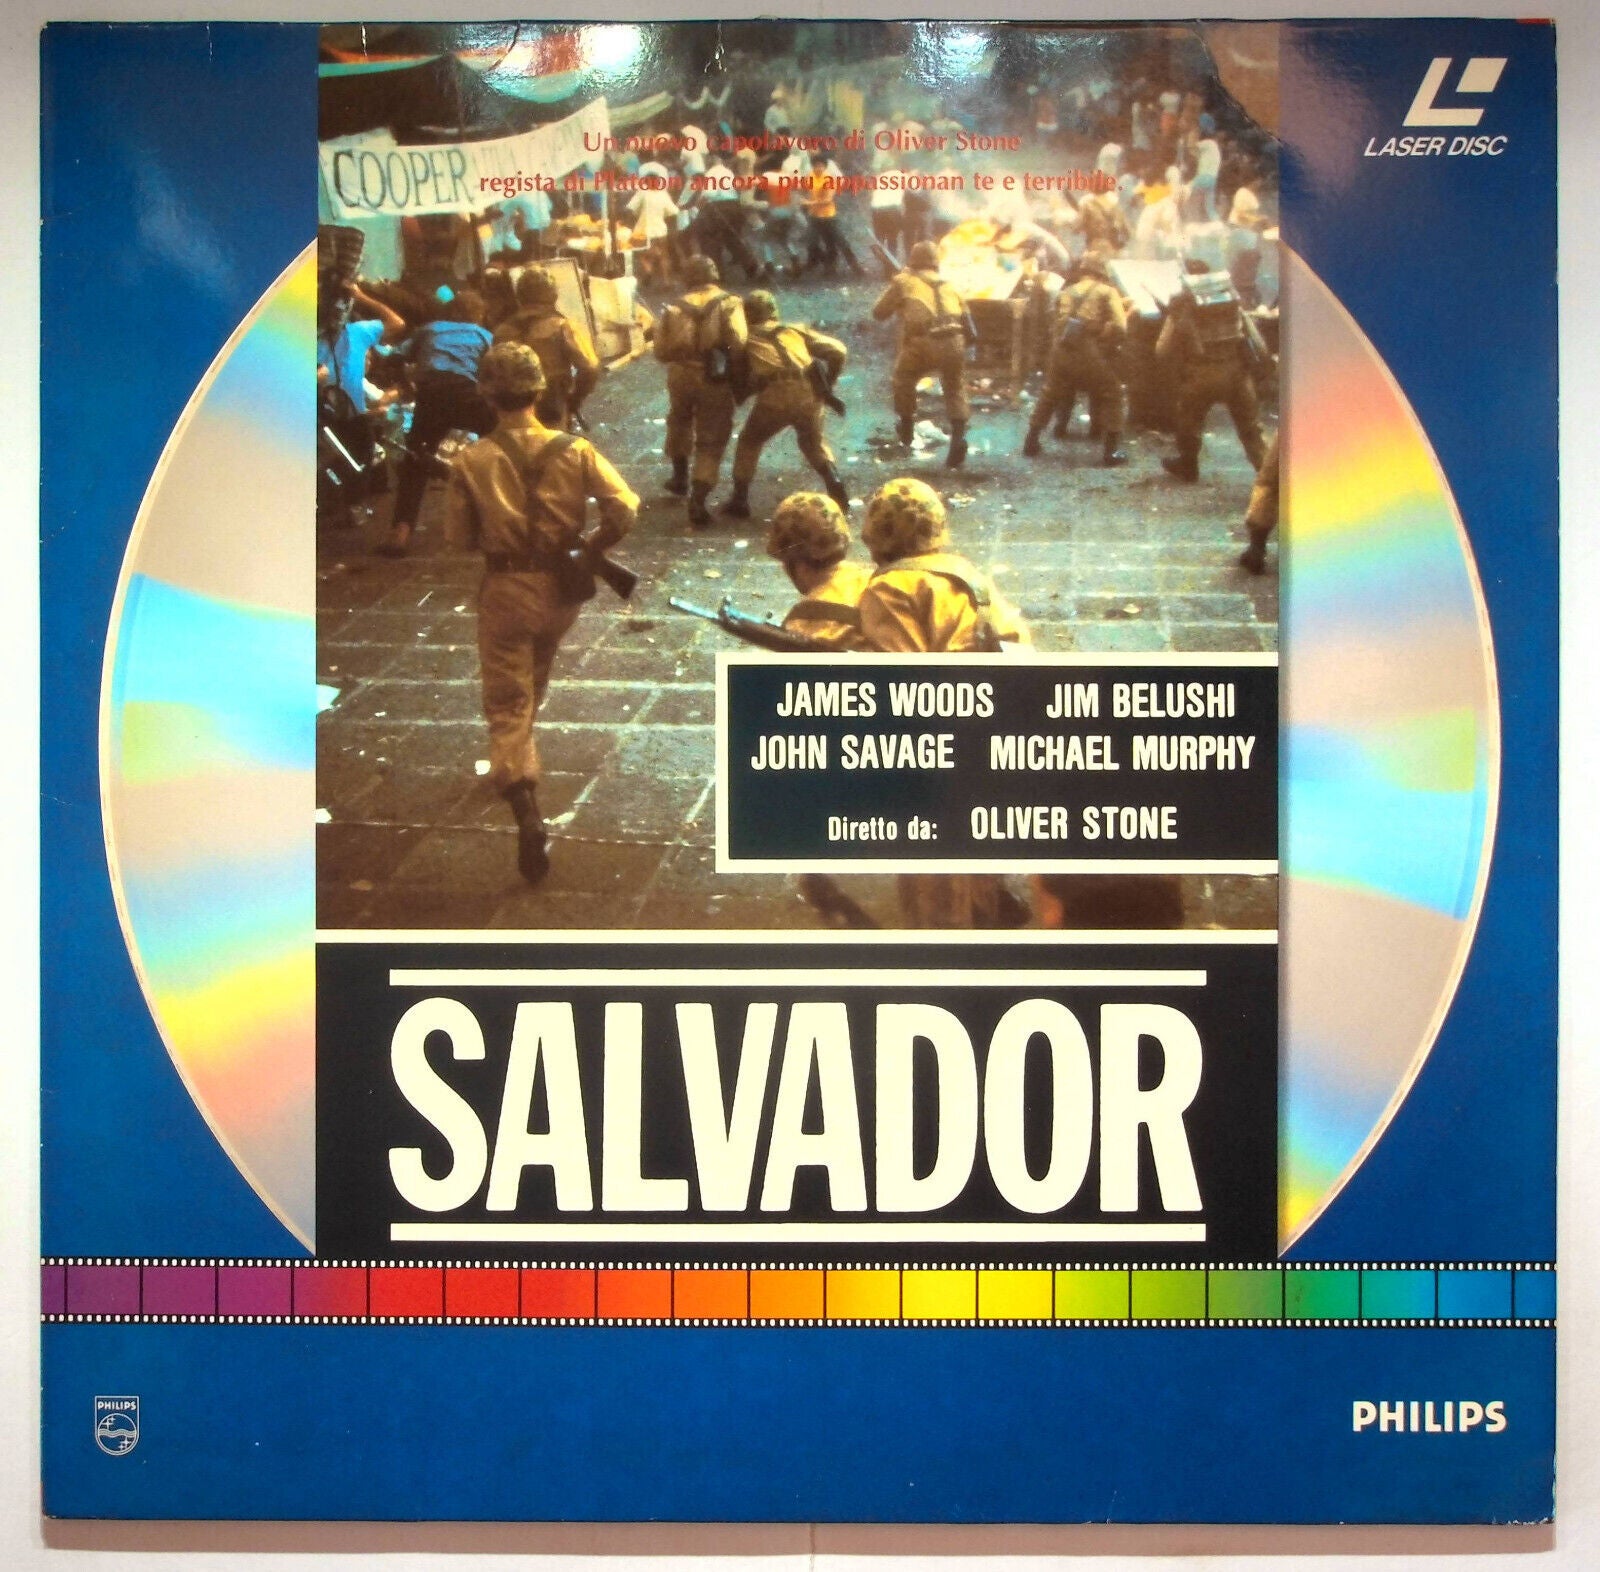 LASER DISC
Un nuovo capolavoro di Oliver Stone
COOPER
regista di Platoon ancora più appassionan te e terribile.
JAMES WOODS JIM BELUSHI
JOHN SAVAGE MICHAEL MURPHY
Diretto da: OLIVER STONE
SALVADOR
PHILIPS
PHILIPS